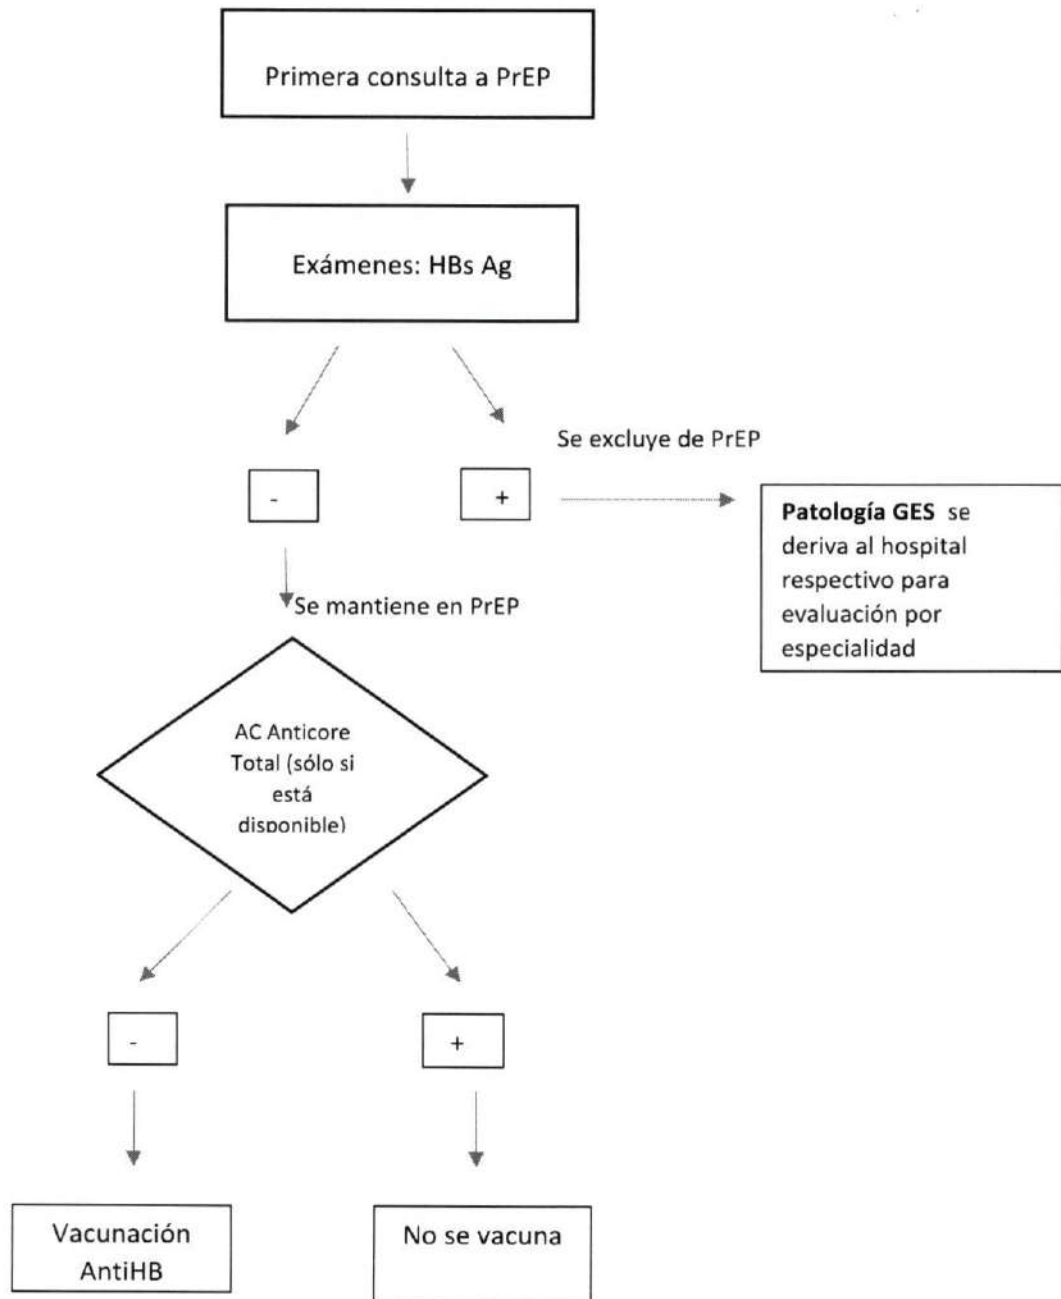 Primera consulta a PrEP
Exámenes: HBs Ag
Se excluye de PrEP
-
+
Patología GES se
deriva al hospital
respectivo para
evaluación por
especialidad
Se mantiene en PrEP
AC Anticore
Total (sólo si
está
disponible)
-
+
Vacunación
AntiHB
No se vacuna